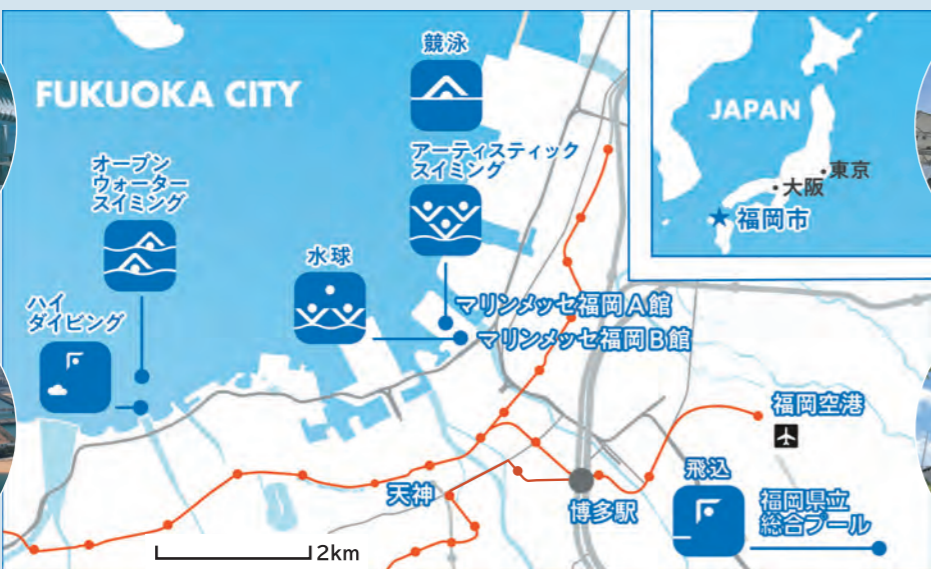 FUKUOKA CITY
競泳
アーティスティック
スイミング
オープン
ウォーター
スイミング
水球
ハイ
ダイビング
マリンメッセ福岡A館
マリンメッセ福岡B館
JAPAN
東京
大阪
福岡市
福岡空港
天神
博多駅
飛込
福岡県立
総合プール
2km